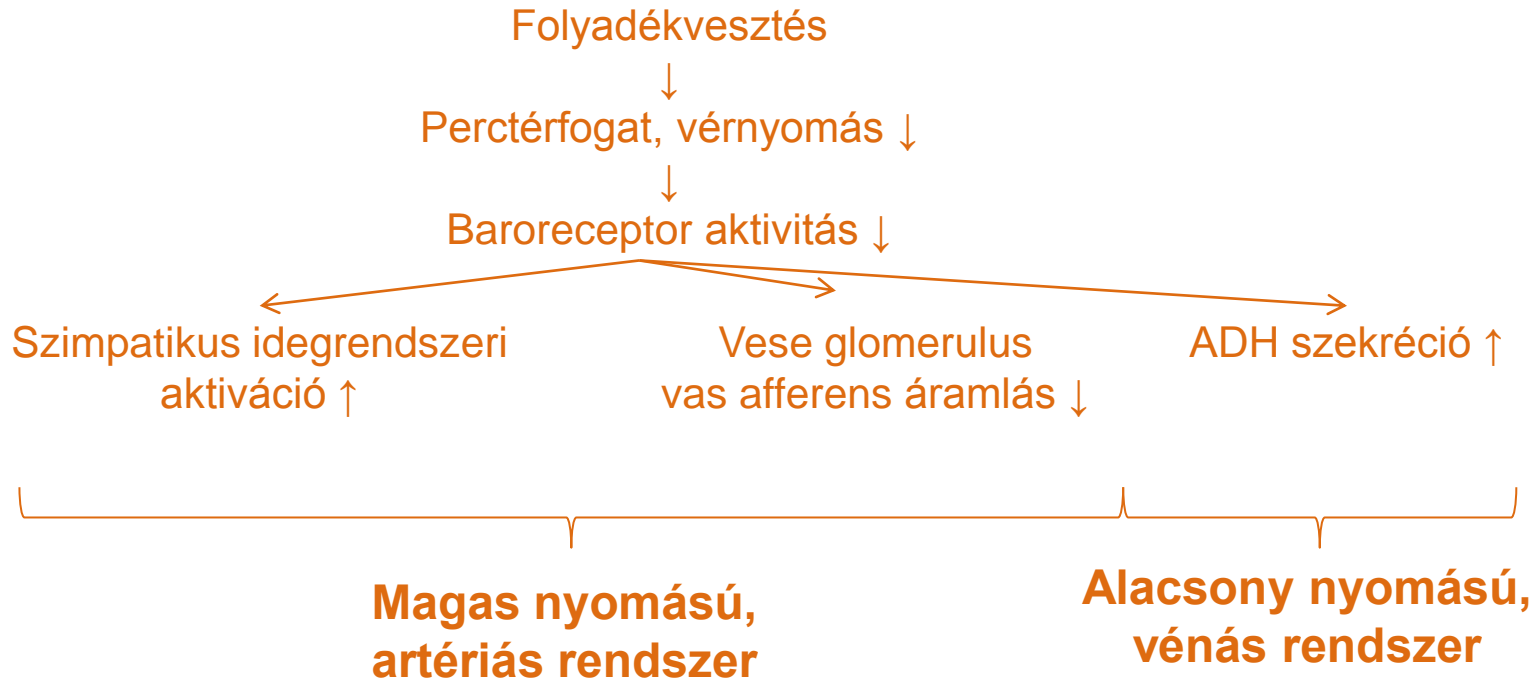 Folyadékvesztés
↓
Perctérfogat, vérnyomás ↓
↓
Baroreceptor aktivitás ↓
Szimpatikus idegrendszeri
aktiváció ↑
Vese glomerulus
vas afferens áramlás ↓
ADH szekréció ↑
Magas nyomású,
artériás rendszer
Alacsony nyomású,
vénás rendszer